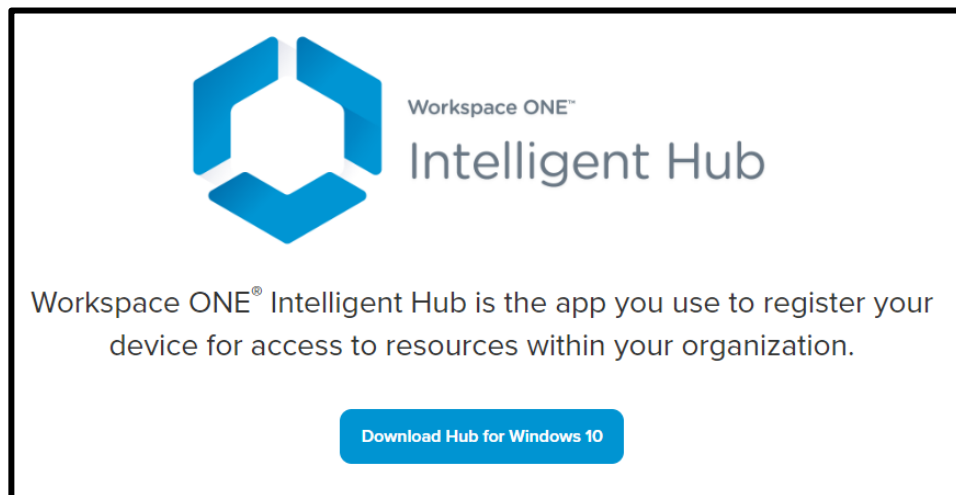 Workspace ONE™
Intelligent Hub
Workspace ONE® Intelligent Hub is the app you use to register your
device for access to resources within your organization.
Download Hub for Windows 10